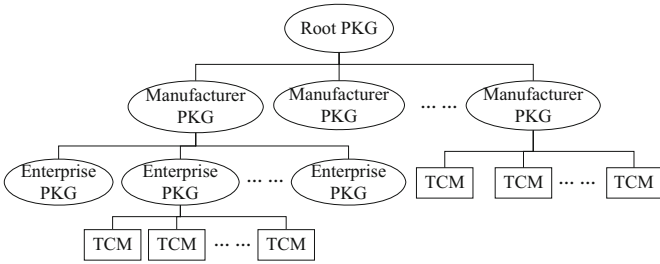 Root PKG
Manufacturer
PKG
Manufacturer
PKG
... ...
Manufacturer
PKG
Enterprise
PKG
Enterprise
PKG
... ...
Enterprise
PKG
TCM
TCM
... ...
TCM
TCM
TCM
... ...
TCM